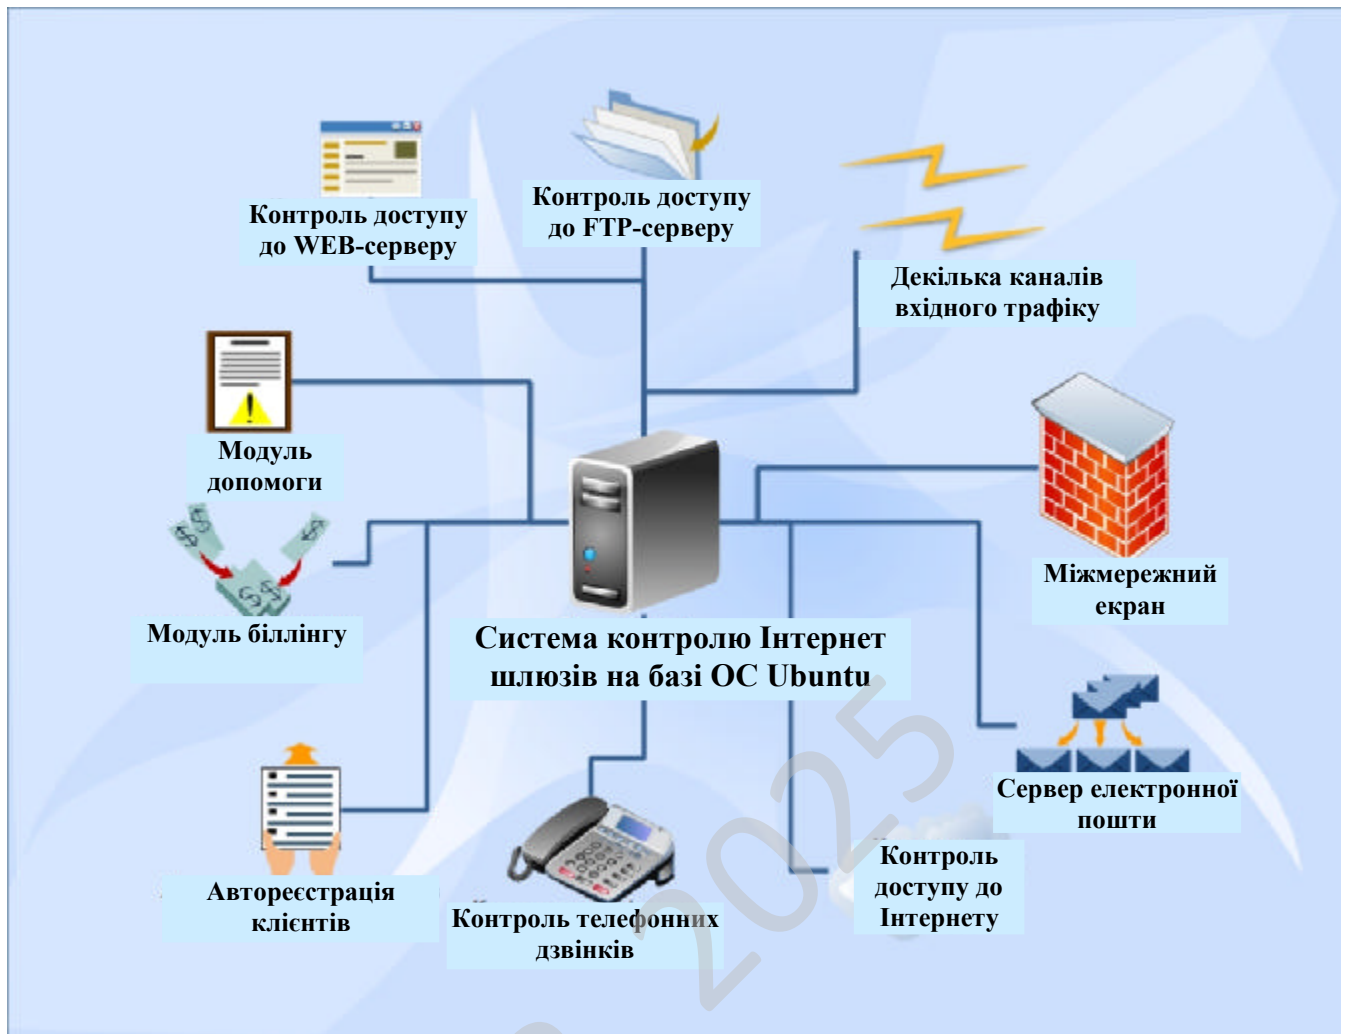 Контроль доступу
до WEB-серверу
Контроль доступу
до FTP-серверу
Декілька каналів
вхідного трафіку
Модуль
допомоги
Міжмережний
екран
Модуль біллінгу
Система контролю Інтернет
шлюзів на базі ОС Ubuntu
Сервер електронної
пошти
Автореєстрація
клієнтів
Контроль телефонних
дзвінків
Контроль
доступу до
Інтернету
2025